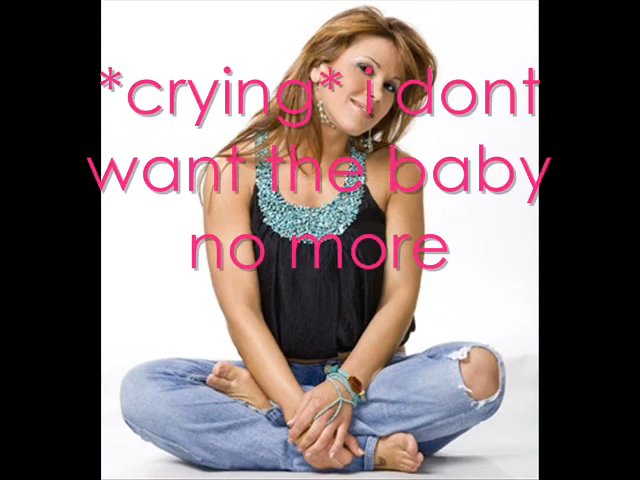 *crying* i dont
want the baby
no more